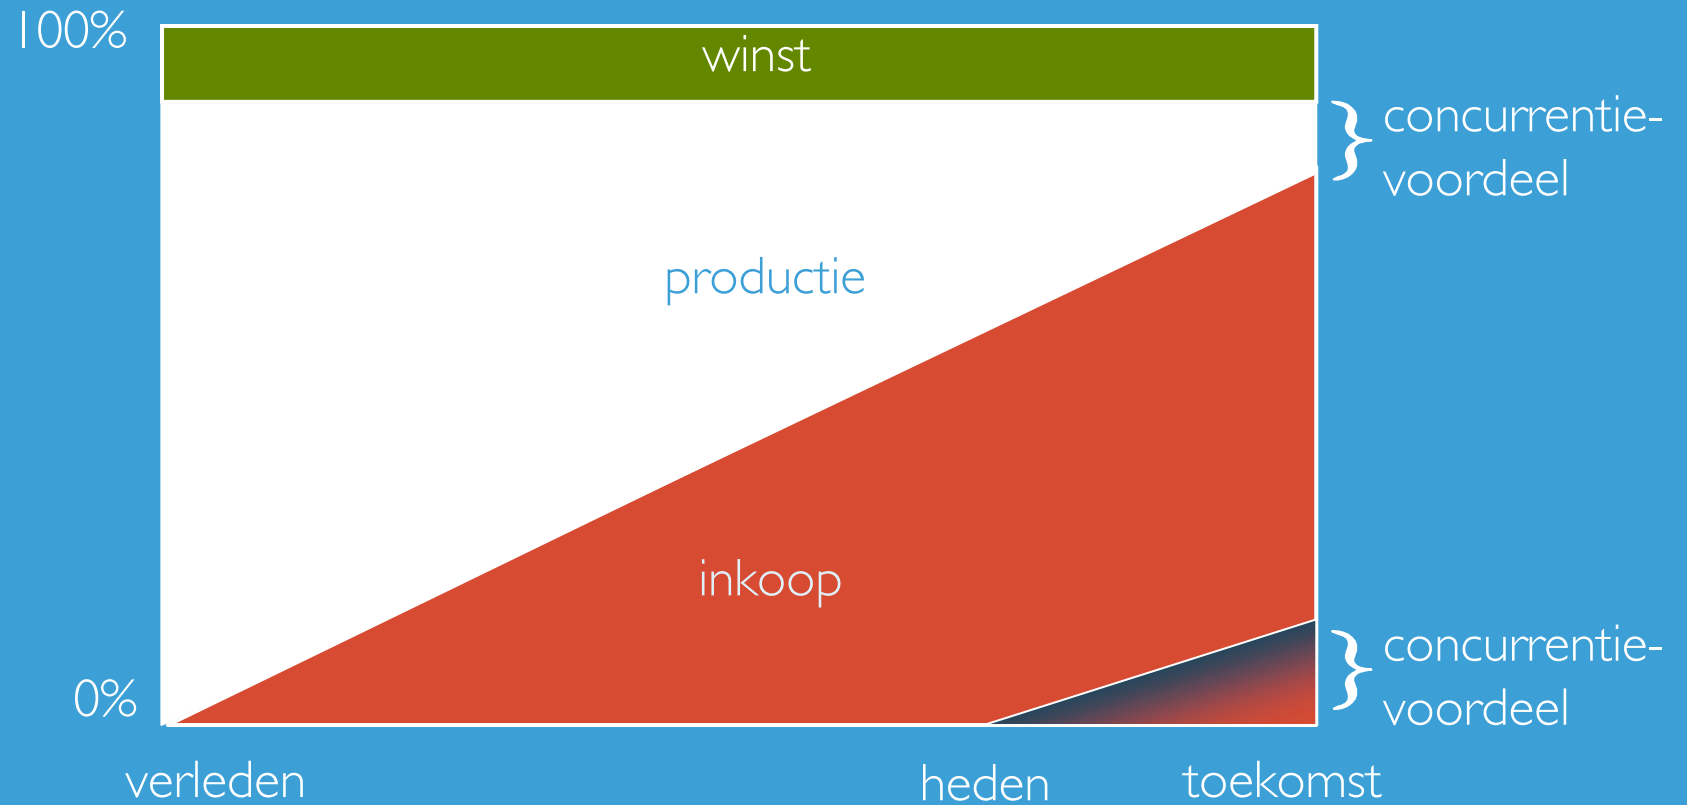 100%
winst
concurrentie-
voordeel
productie
inkoop
concurrentie-
voordeel
0%
verleden
heden
toekomst